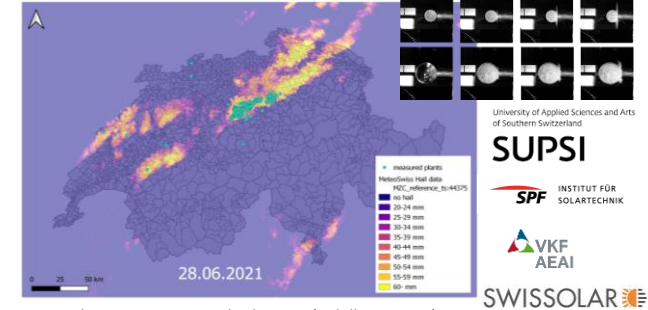 University of Applied Sciences and Arts
of Southern Switzerland
SUPSI
SPF INSTITUT FÜR
SOLARTECHNIK
VKF
AEAI
SWISSOLAR
measured plants
MeteoSwiss Hail data
MZC_reference_ts:44375
no hail
20-24 mm
25-29 mm
30-34 mm
35-39 mm
40-44 mm
45-49 mm
50-54 mm
55-59 mm
60- mm
28.06.2021
0 25 50 km